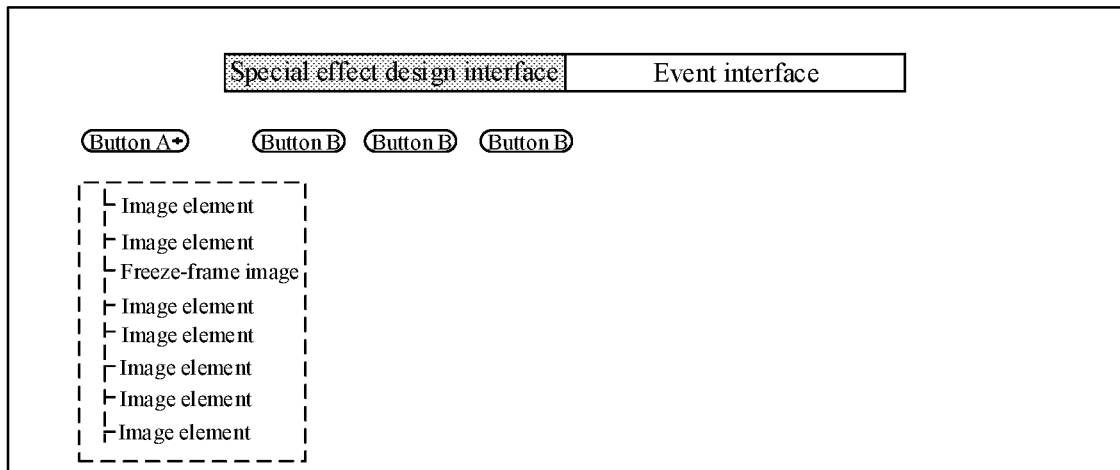 Special effect design interface Event interface
Button A+ Button B Button B Button B
Image element
Image element
Freeze-frame image
Image element
Image element
Image element
Image element
Image element